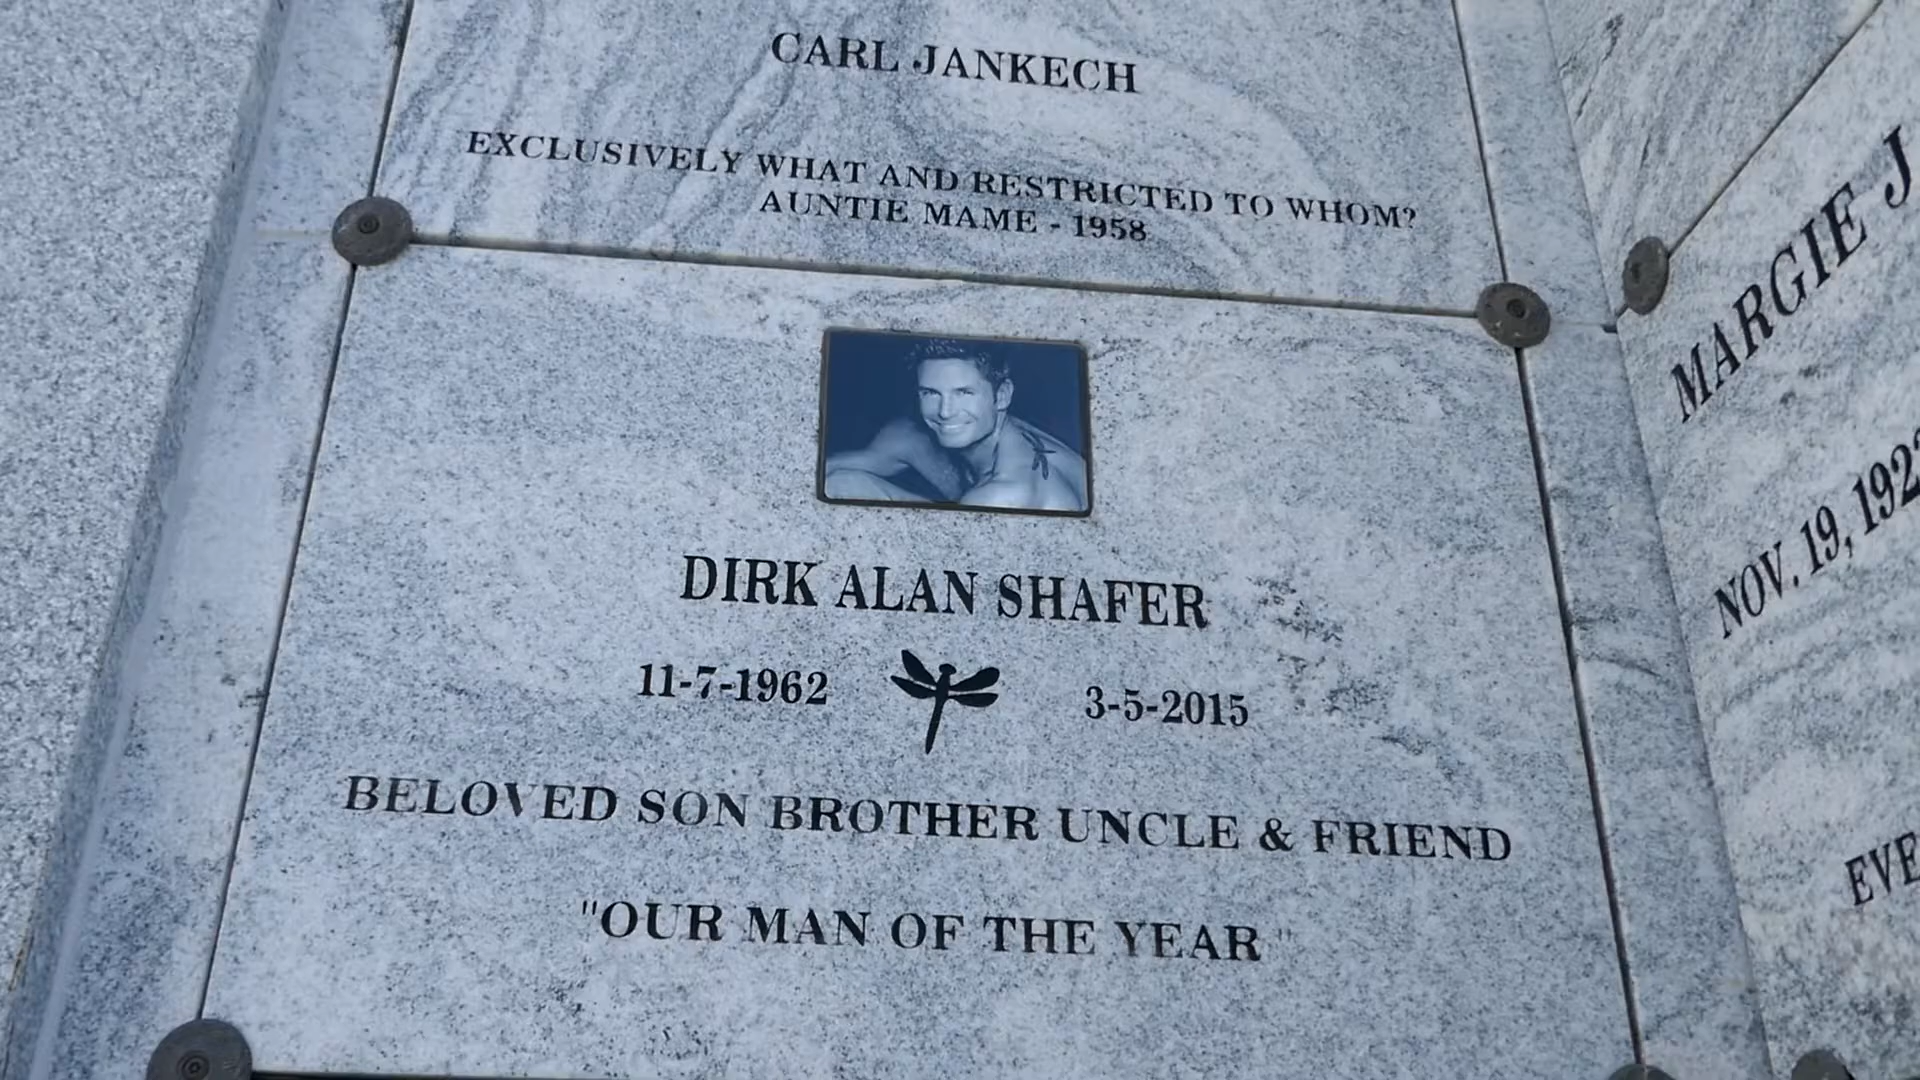 CARL JANKECH
EXCLUSIVELY WHAT AND RESTRICTED TO WHOM?
AUNTIE MAME - 1958
DIRK ALAN SHAFER
11-7-1962 3-5-2015
BELOVED SON BROTHER UNCLE & FRIEND
"OUR MAN OF THE YEAR"
MARGIE J
NOV. 19, 192
EVE